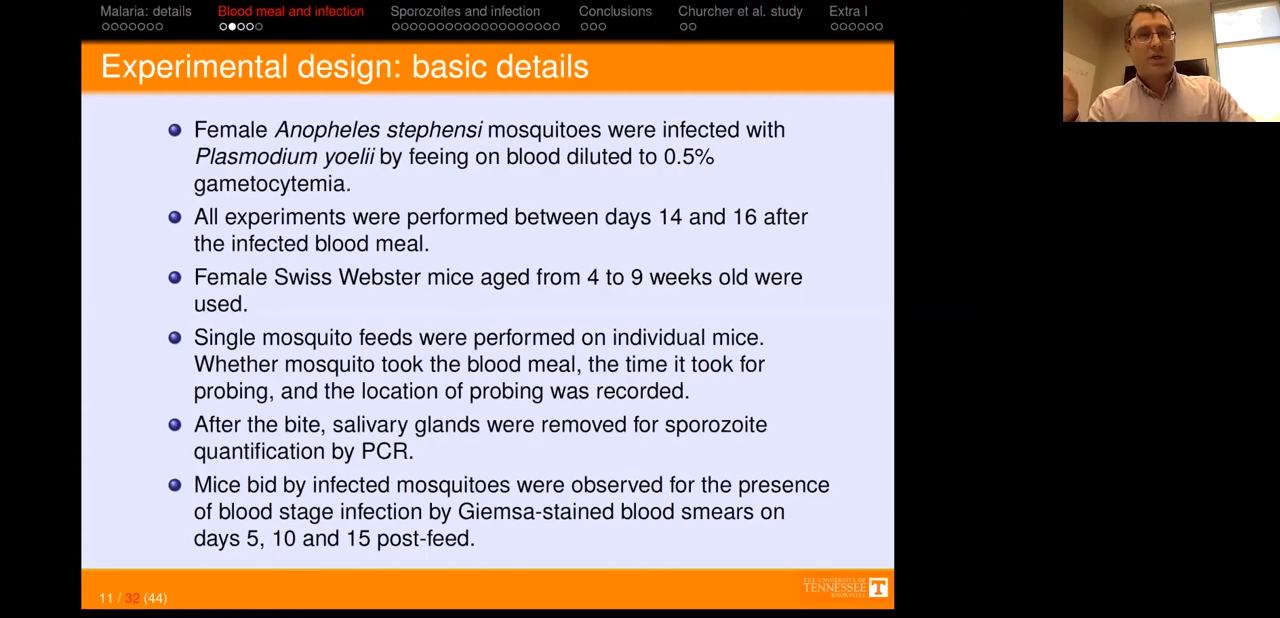 Malaria: details
Blood meal and infection
Sporozoites and infection
Conclusions
Churcher et al. study
Extra I
Experimental design: basic details
Female Anopheles stephensi mosquitoes were infected with
Plasmodium yoelii by feeing on blood diluted to 0.5%
gametocytemia.
All experiments were performed between days 14 and 16 after
the infected blood meal.
Female Swiss Webster mice aged from 4 to 9 weeks old were
used.
Single mosquito feeds were performed on individual mice.
Whether mosquito took the blood meal, the time it took for
probing, and the location of probing was recorded.
After the bite, salivary glands were removed for sporozoite
quantification by PCR.
Mice bid by infected mosquitoes were observed for the presence
of blood stage infection by Giemsa-stained blood smears on
days 5, 10 and 15 post-feed.
11 / 32 (44)
THE UNIVERSITY OF
TENNESSEE
KNOXVILLE
T